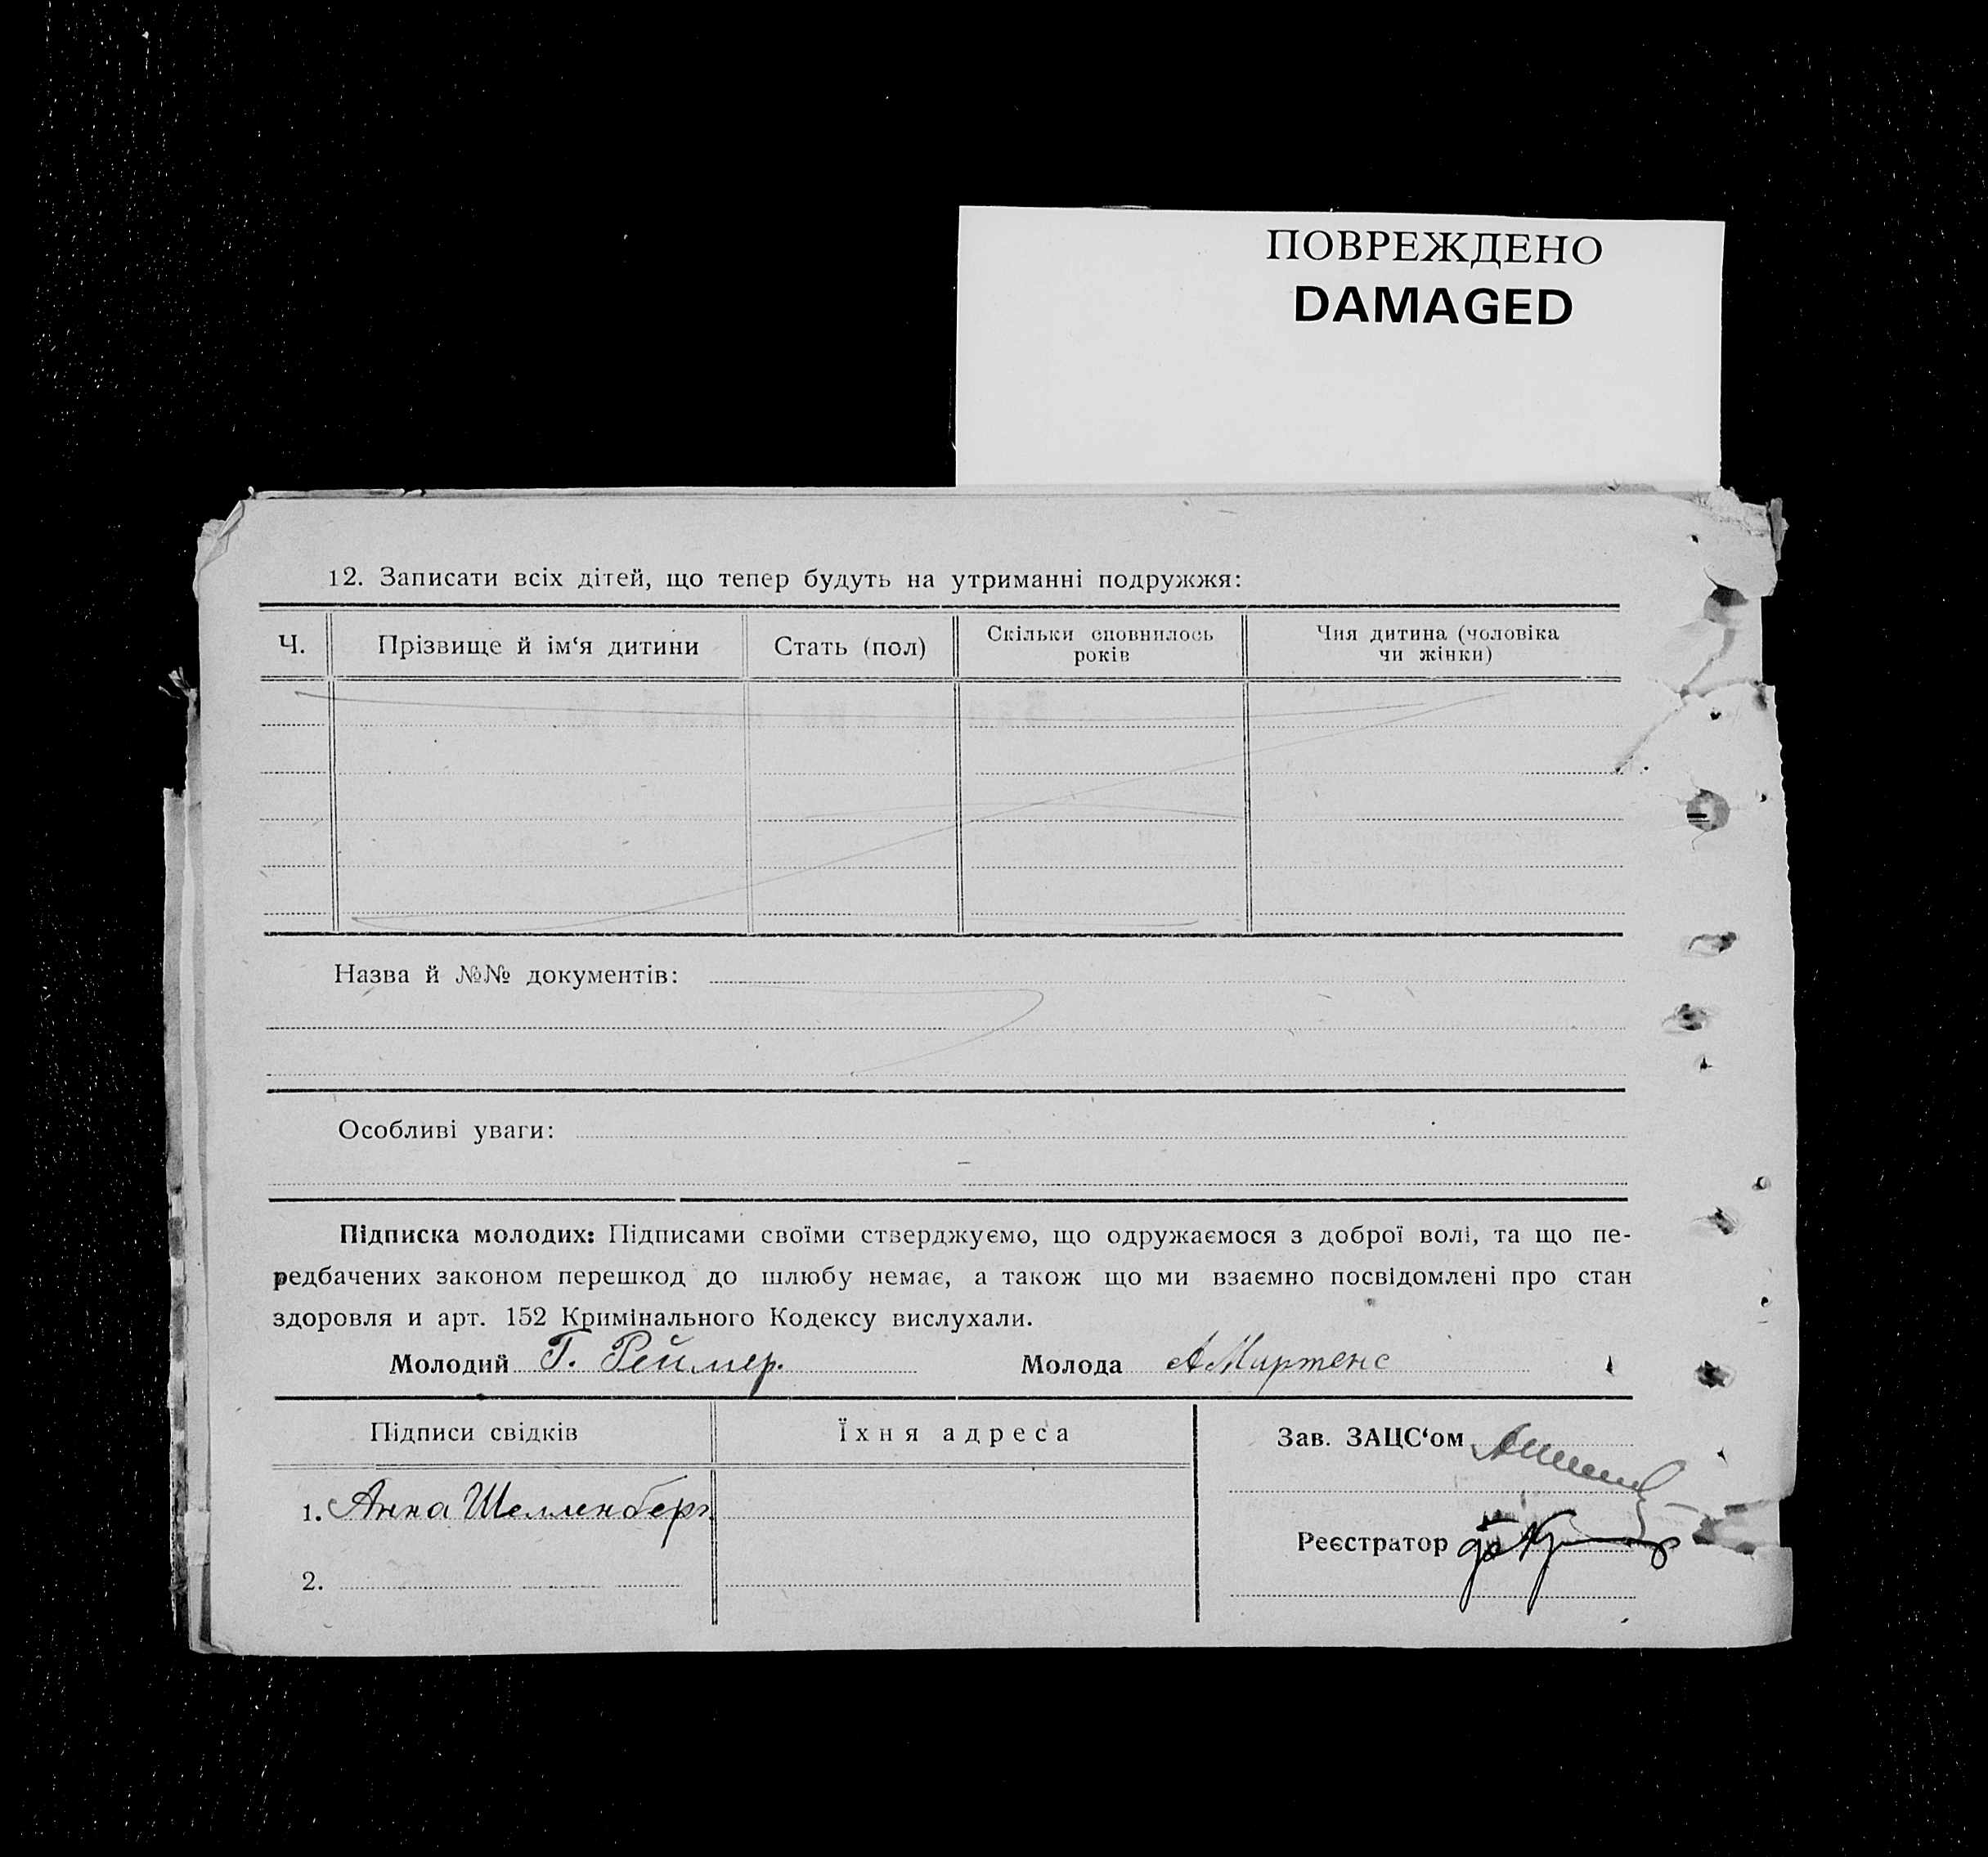 ПОВРЕЖДЕНО
DAMAGED
12. Записати всіх дітей, що тепер будуть на утриманні подружжя:
Ч. Прізвище й ім‘я дитини Стать (пол) Скільки сповнилось років Чия дитина (чоловіка чи жінки)
Назва й №№ документів:
Особливі уваги:
Підписка молодих: Підписами своїми стверджуємо, що одружаємося з доброї волі, та що пе-
редбачених законом перешкод до шлюбу немає, а також що ми взаємно посвідомлені про стан
здоровля и арт. 152 Кримінального Кодексу вислухали.
Молодий Г. Реймер. Молода А Мартенс
Підписи свідків Їхня адреса Зав. ЗАЦС‘ом
1. Анна Шелленберг
Реєстратор
2.